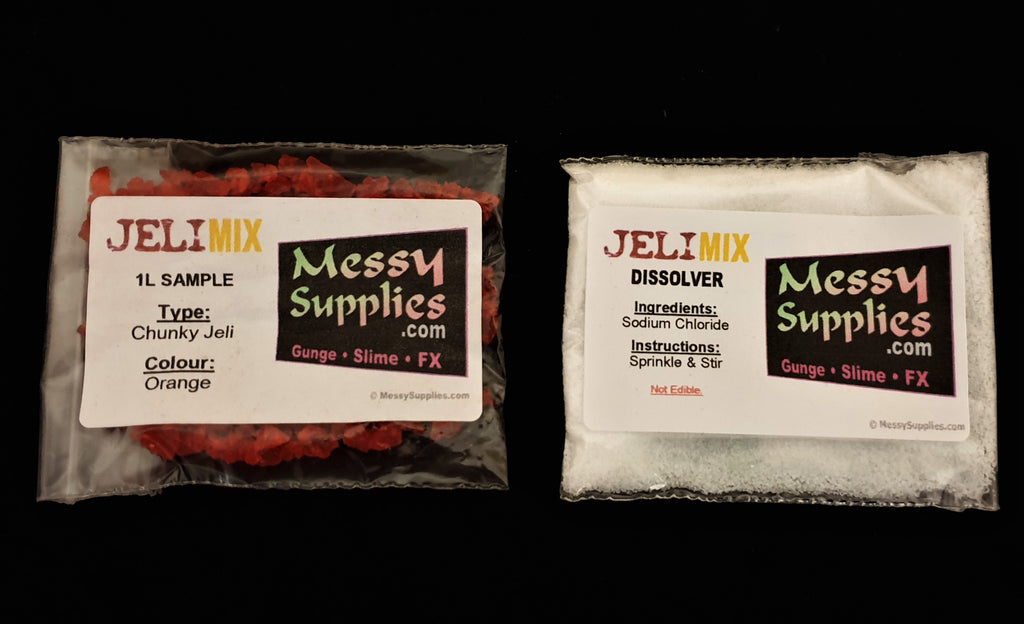 JELIMIX
1L SAMPLE
Type:
Chunky Jeli
Colour:
Orange
Messy
Supplies
.com
Gunge • Slime • FX
© MessySupplies.com
JELIMIX
DISSOLVER
Ingredients:
Sodium Chloride
Instructions:
Sprinkle & Stir
Not Edible.
Messy
Supplies
.com
Gunge • Slime • FX
© MessySupplies.com